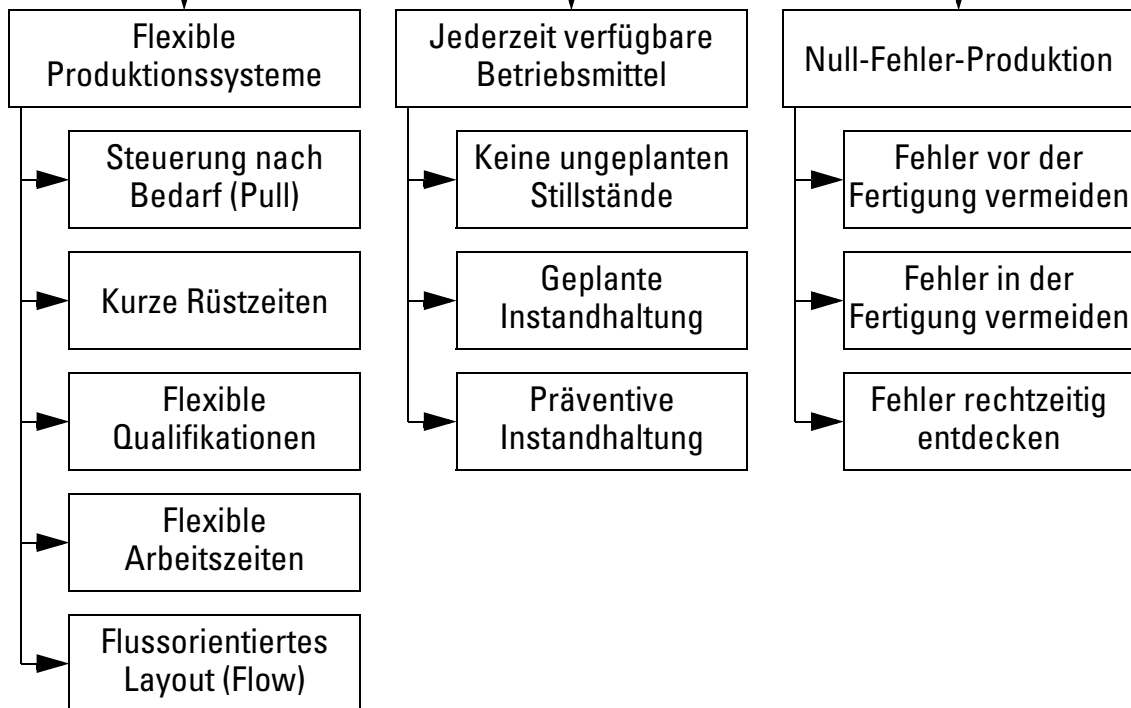 Flexible
Produktionssysteme
Steuerung nach
Bedarf (Pull)
Kurze Rüstzeiten
Flexible
Qualifikationen
Flexible
Arbeitszeiten
Flussorientiertes
Layout (Flow)
Jederzeit verfügbare
Betriebsmittel
Keine ungeplanten
Stillstände
Geplante
Instandhaltung
Präventive
Instandhaltung
Null-Fehler-Produktion
Fehler vor der
Fertigung vermeiden
Fehler in der
Fertigung vermeiden
Fehler rechtzeitig
entdecken